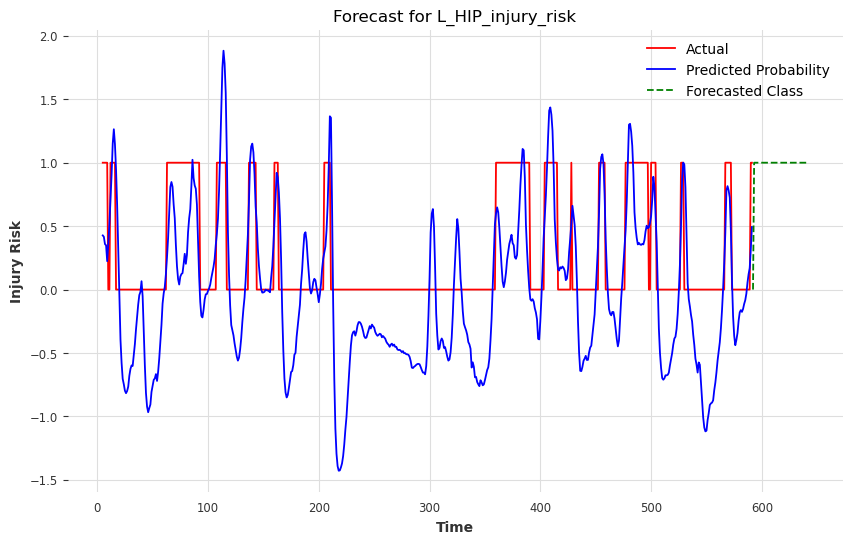 Forecast for L_HIP_injury_risk
Actual
Predicted Probability
Forecasted Class
Injury Risk
2.0
1.5
1.0
0.5
0.0
−0.5
−1.0
−1.5
0 100 200 300 400 500 600
Time